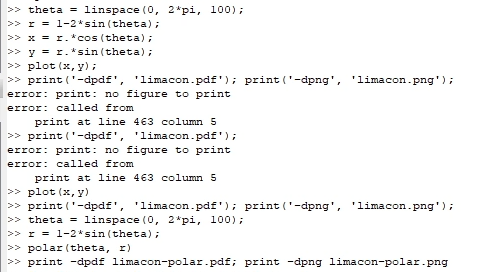 >> theta = linspace(0, 2*pi, 100);
>> r = 1-2*sin(theta);
>> x = r.*cos(theta);
>> y = r.*sin(theta);
>> plot(x,y);
>> print('-dpdf', 'limacon.pdf'); print('-dpng', 'limacon.png');
error: print: no figure to print
error: called from
    print at line 463 column 5
>> print('-dpdf', 'limacon.pdf');
error: print: no figure to print
error: called from
    print at line 463 column 5
>> plot(x,y)
>> print('-dpdf', 'limacon.pdf'); print('-dpng', 'limacon.png');
>> theta = linspace(0, 2*pi, 100);
>> r = 1-2*sin(theta);
>> polar(theta, r)
>> print -dpdf limacon-polar.pdf; print -dpng limacon-polar.png